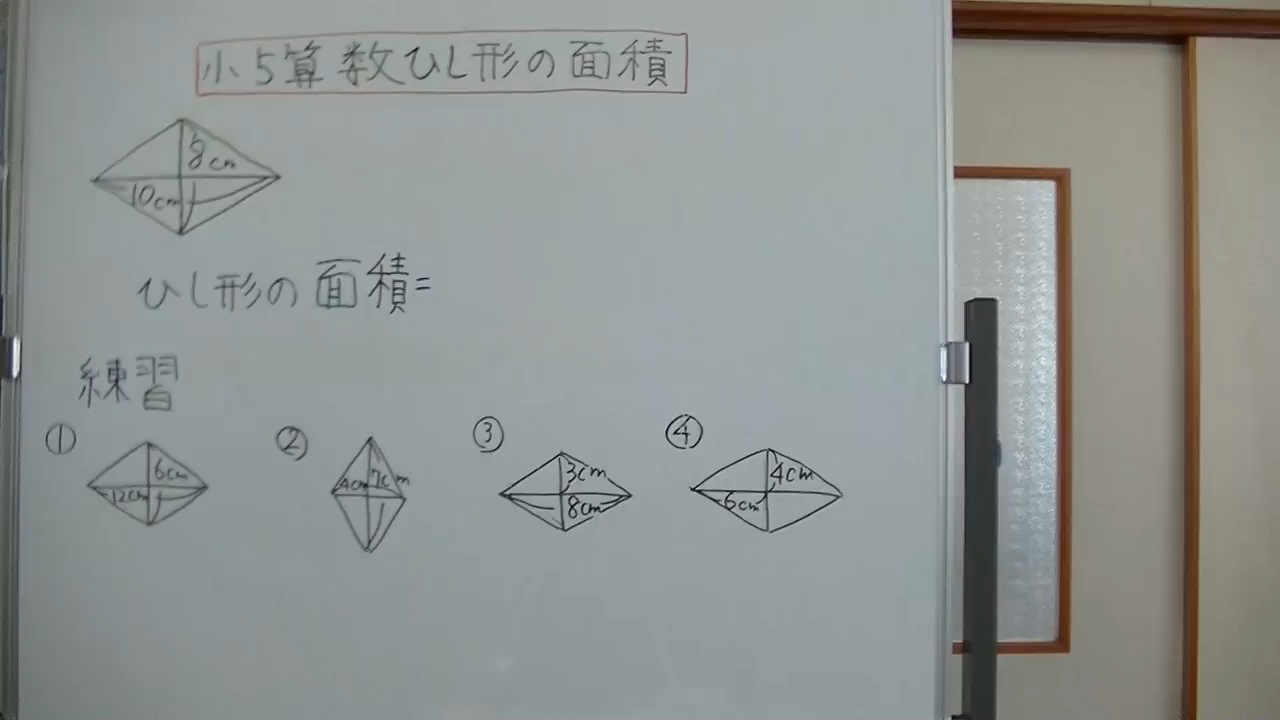 小5算数ひし形の面積
8cm
10cm
ひし形の面積=
練習
① 6cm
12cm
② 7cm
4cm
③ 3cm
8cm
④ 4cm
6cm